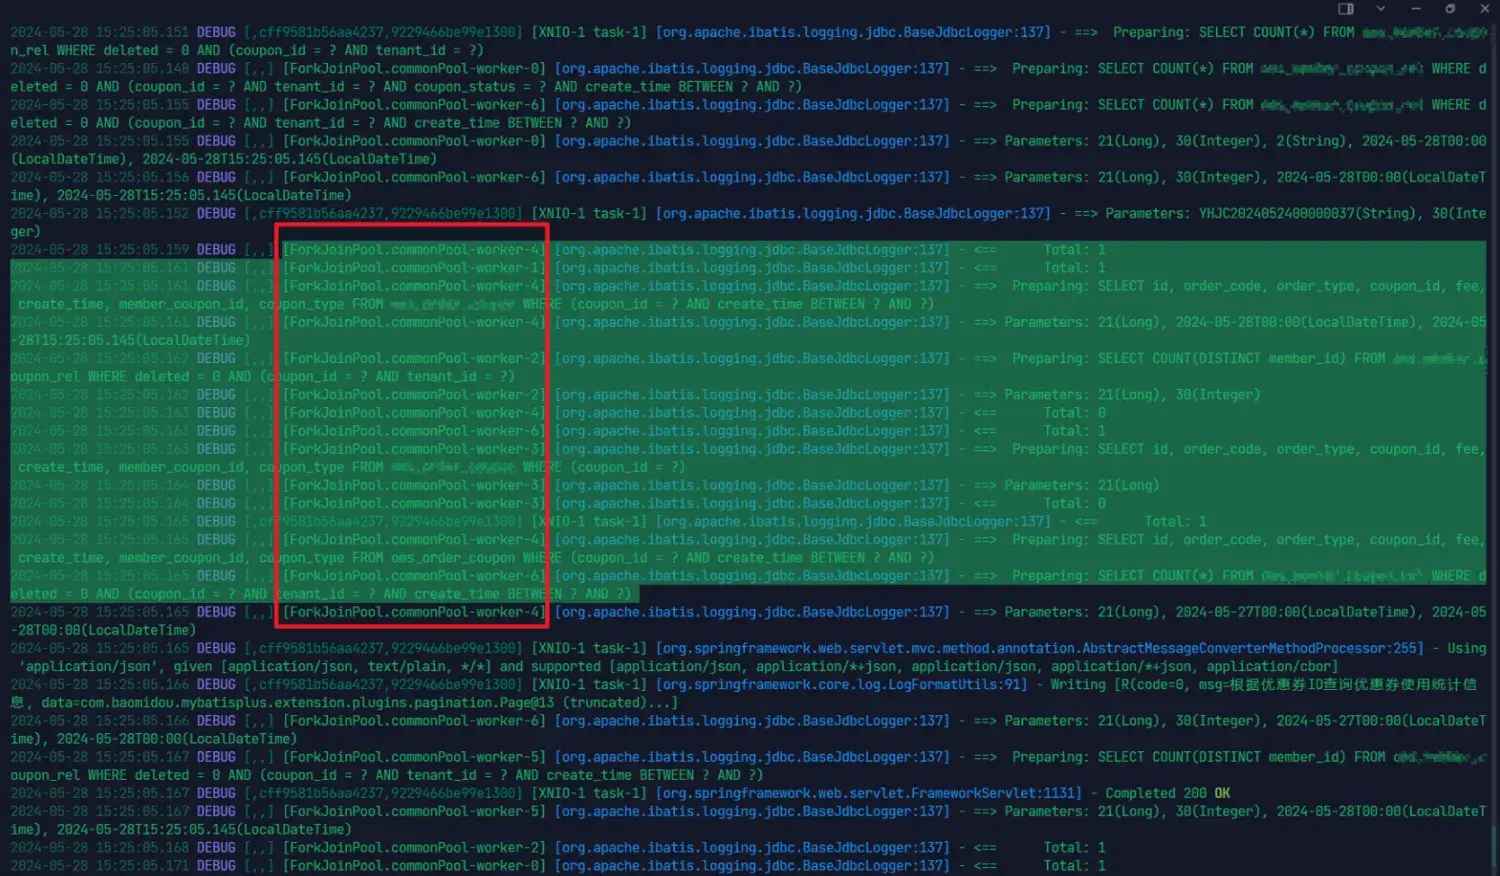 2024-05-28 15:25:05.151 DEBUG [,cff9581b56aa4237,9229466be99e1300] [XNIO-1 task-1] [org.apache.ibatis.logging.jdbc.BaseJdbcLogger:137] - ==>  Preparing: SELECT COUNT(*) FROM
n_rel WHERE deleted = 0 AND (coupon_id = ? AND tenant_id = ?)
2024-05-28 15:25:05.148 DEBUG [,,] [ForkJoinPool.commonPool-worker-0] [org.apache.ibatis.logging.jdbc.BaseJdbcLogger:137] - ==>  Preparing: SELECT COUNT(*) FROM WHERE d
eleted = 0 AND (coupon_id = ? AND tenant_id = ? AND coupon_status = ? AND create_time BETWEEN ? AND ?)
2024-05-28 15:25:05.155 DEBUG [,,] [ForkJoinPool.commonPool-worker-6] [org.apache.ibatis.logging.jdbc.BaseJdbcLogger:137] - ==>  Preparing: SELECT COUNT(*) FROM WHERE d
eleted = 0 AND (coupon_id = ? AND tenant_id = ? AND create_time BETWEEN ? AND ?)
2024-05-28 15:25:05.155 DEBUG [,,] [ForkJoinPool.commonPool-worker-0] [org.apache.ibatis.logging.jdbc.BaseJdbcLogger:137] - ==> Parameters: 21(Long), 30(Integer), 2(String), 2024-05-28T00:00
(LocalDateTime), 2024-05-28T15:25:05.145(LocalDateTime)
2024-05-28 15:25:05.156 DEBUG [,,] [ForkJoinPool.commonPool-worker-6] [org.apache.ibatis.logging.jdbc.BaseJdbcLogger:137] - ==> Parameters: 21(Long), 30(Integer), 2024-05-28T00:00(LocalDateT
ime), 2024-05-28T15:25:05.145(LocalDateTime)
2024-05-28 15:25:05.152 DEBUG [,cff9581b56aa4237,9229466be99e1300] [XNIO-1 task-1] [org.apache.ibatis.logging.jdbc.BaseJdbcLogger:137] - ==> Parameters: YHJC2024052400000037(String), 30(Inte
ger)
2024-05-28 15:25:05.159 DEBUG [,,] [ForkJoinPool.commonPool-worker-4] [org.apache.ibatis.logging.jdbc.BaseJdbcLogger:137] - <==      Total: 1
2024-05-28 15:25:05.161 DEBUG [,,] [ForkJoinPool.commonPool-worker-1] [org.apache.ibatis.logging.jdbc.BaseJdbcLogger:137] - <==      Total: 1
2024-05-28 15:25:05.161 DEBUG [,,] [ForkJoinPool.commonPool-worker-4] [org.apache.ibatis.logging.jdbc.BaseJdbcLogger:137] - ==>  Preparing: SELECT id, order_code, order_type, coupon_id, fee,
create_time, member_coupon_id, coupon_type FROM WHERE (coupon_id = ? AND create_time BETWEEN ? AND ?)
2024-05-28 15:25:05.161 DEBUG [,,] [ForkJoinPool.commonPool-worker-4] [org.apache.ibatis.logging.jdbc.BaseJdbcLogger:137] - ==> Parameters: 21(Long), 2024-05-28T00:00(LocalDateTime), 2024-05
-28T15:25:05.145(LocalDateTime)
2024-05-28 15:25:05.162 DEBUG [,,] [ForkJoinPool.commonPool-worker-2] [org.apache.ibatis.logging.jdbc.BaseJdbcLogger:137] - ==>  Preparing: SELECT COUNT(DISTINCT member_id) FROM
oupon_rel WHERE deleted = 0 AND (coupon_id = ? AND tenant_id = ?)
2024-05-28 15:25:05.162 DEBUG [,,] [ForkJoinPool.commonPool-worker-2] [org.apache.ibatis.logging.jdbc.BaseJdbcLogger:137] - ==> Parameters: 21(Long), 30(Integer)
2024-05-28 15:25:05.163 DEBUG [,,] [ForkJoinPool.commonPool-worker-4] [org.apache.ibatis.logging.jdbc.BaseJdbcLogger:137] - <==      Total: 0
2024-05-28 15:25:05.163 DEBUG [,,] [ForkJoinPool.commonPool-worker-6] [org.apache.ibatis.logging.jdbc.BaseJdbcLogger:137] - <==      Total: 1
2024-05-28 15:25:05.163 DEBUG [,,] [ForkJoinPool.commonPool-worker-3] [org.apache.ibatis.logging.jdbc.BaseJdbcLogger:137] - ==>  Preparing: SELECT id, order_code, order_type, coupon_id, fee,
create_time, member_coupon_id, coupon_type FROM WHERE (coupon_id = ?)
2024-05-28 15:25:05.164 DEBUG [,,] [ForkJoinPool.commonPool-worker-3] [org.apache.ibatis.logging.jdbc.BaseJdbcLogger:137] - ==> Parameters: 21(Long)
2024-05-28 15:25:05.165 DEBUG [,,] [ForkJoinPool.commonPool-worker-3] [org.apache.ibatis.logging.jdbc.BaseJdbcLogger:137] - <==      Total: 0
2024-05-28 15:25:05.165 DEBUG [,cff9581b56aa4237,9229466be99e1300] [XNIO-1 task-1] [org.apache.ibatis.logging.jdbc.BaseJdbcLogger:137] - <==      Total: 1
2024-05-28 15:25:05.165 DEBUG [,,] [ForkJoinPool.commonPool-worker-4] [org.apache.ibatis.logging.jdbc.BaseJdbcLogger:137] - ==>  Preparing: SELECT id, order_code, order_type, coupon_id, fee,
create_time, member_coupon_id, coupon_type FROM oms_order_coupon WHERE (coupon_id = ? AND create_time BETWEEN ? AND ?)
2024-05-28 15:25:05.165 DEBUG [,,] [ForkJoinPool.commonPool-worker-6] [org.apache.ibatis.logging.jdbc.BaseJdbcLogger:137] - ==>  Preparing: SELECT COUNT(*) FROM WHERE d
eleted = 0 AND (coupon_id = ? AND tenant_id = ? AND create_time BETWEEN ? AND ?)
2024-05-28 15:25:05.165 DEBUG [,,] [ForkJoinPool.commonPool-worker-4] [org.apache.ibatis.logging.jdbc.BaseJdbcLogger:137] - ==> Parameters: 21(Long), 2024-05-27T00:00(LocalDateTime), 2024-05
-28T00:00(LocalDateTime)
2024-05-28 15:25:05.165 DEBUG [,cff9581b56aa4237,9229466be99e1300] [XNIO-1 task-1] [org.springframework.web.servlet.mvc.method.annotation.AbstractMessageConverterMethodProcessor:255] - Using
'application/json', given [application/json, text/plain, */*] and supported [application/json, application/*+json, application/json, application/*+json, application/cbor]
2024-05-28 15:25:05.166 DEBUG [,cff9581b56aa4237,9229466be99e1300] [XNIO-1 task-1] [org.springframework.core.log.LogFormatUtils:91] - Writing [R(code=0, msg=根据优惠券ID查询优惠券使用统计信
息, data=com.baomidou.mybatisplus.extension.plugins.pagination.Page@13 (truncated)...]
2024-05-28 15:25:05.166 DEBUG [,,] [ForkJoinPool.commonPool-worker-6] [org.apache.ibatis.logging.jdbc.BaseJdbcLogger:137] - ==> Parameters: 21(Long), 30(Integer), 2024-05-27T00:00(LocalDateT
ime), 2024-05-28T00:00(LocalDateTime)
2024-05-28 15:25:05.167 DEBUG [,,] [ForkJoinPool.commonPool-worker-5] [org.apache.ibatis.logging.jdbc.BaseJdbcLogger:137] - ==>  Preparing: SELECT COUNT(DISTINCT member_id) FROM
oupon_rel WHERE deleted = 0 AND (coupon_id = ? AND tenant_id = ? AND create_time BETWEEN ? AND ?)
2024-05-28 15:25:05.167 DEBUG [,cff9581b56aa4237,9229466be99e1300] [XNIO-1 task-1] [org.springframework.web.servlet.FrameworkServlet:1131] - Completed 200 OK
2024-05-28 15:25:05.167 DEBUG [,,] [ForkJoinPool.commonPool-worker-5] [org.apache.ibatis.logging.jdbc.BaseJdbcLogger:137] - ==> Parameters: 21(Long), 30(Integer), 2024-05-28T00:00(LocalDateT
ime), 2024-05-28T15:25:05.145(LocalDateTime)
2024-05-28 15:25:05.168 DEBUG [,,] [ForkJoinPool.commonPool-worker-2] [org.apache.ibatis.logging.jdbc.BaseJdbcLogger:137] - <==      Total: 1
2024-05-28 15:25:05.171 DEBUG [,,] [ForkJoinPool.commonPool-worker-0] [org.apache.ibatis.logging.jdbc.BaseJdbcLogger:137] - <==      Total: 1